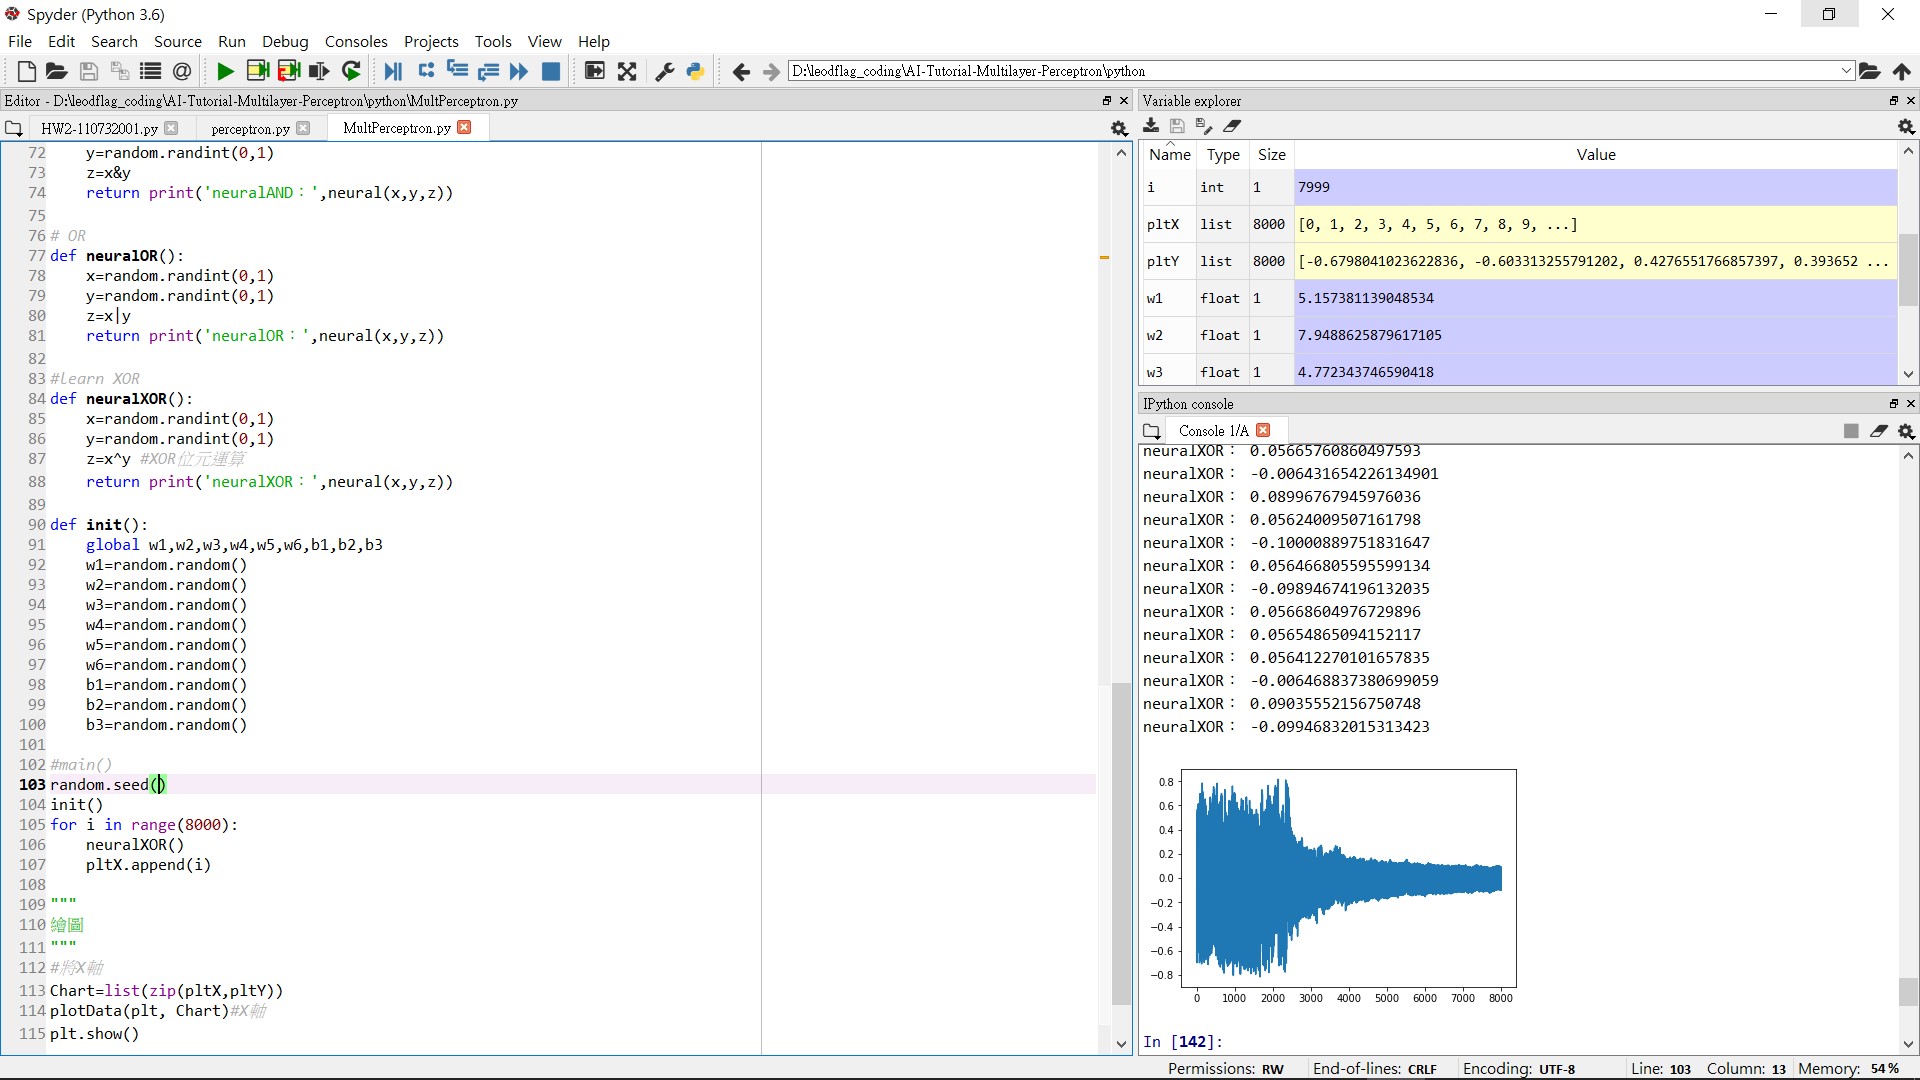 Spyder (Python 3.6)
File Edit Search Source Run Debug Consoles Projects Tools View Help
D:\leodflag_coding\AI-Tutorial-Multilayer-Perceptron\python
Editor - D:\leodflag_coding\AI-Tutorial-Multilayer-Perceptron\python\MultPerceptron.py
HW2-110732001.py perceptron.py MultPerceptron.py
72     y=random.randint(0,1)
73     z=x&y
74     return print('neuralAND：',neural(x,y,z))
75
76 # OR
77 def neuralOR():
78     x=random.randint(0,1)
79     y=random.randint(0,1)
80     z=x|y
81     return print('neuralOR：',neural(x,y,z))
82
83 #learn XOR
84 def neuralXOR():
85     x=random.randint(0,1)
86     y=random.randint(0,1)
87     z=x^y #XOR位元運算
88     return print('neuralXOR：',neural(x,y,z))
89
90 def init():
91     global w1,w2,w3,w4,w5,w6,b1,b2,b3
92     w1=random.random()
93     w2=random.random()
94     w3=random.random()
95     w4=random.random()
96     w5=random.random()
97     w6=random.random()
98     b1=random.random()
99     b2=random.random()
100     b3=random.random()
101
102 #main()
103 random.seed()
104 init()
105 for i in range(8000):
106     neuralXOR()
107     pltX.append(i)
108
109 """
110 繪圖
111 """
112 #將X軸
113 Chart=list(zip(pltX,pltY))
114 plotData(plt, Chart)#X軸
115 plt.show()
Variable explorer
Name Type Size Value
i int 1 7999
pltX list 8000 [0, 1, 2, 3, 4, 5, 6, 7, 8, 9, ...]
pltY list 8000 [-0.6798041023622836, -0.603313255791202, 0.4276551766857397, 0.393652 ...
w1 float 1 5.157381139048534
w2 float 1 7.9488625879617105
w3 float 1 4.772343746590418
IPython console
Console 1/A
neuralXOR： 0.05665760860497593
neuralXOR： -0.006431654226134901
neuralXOR： 0.08996767945976036
neuralXOR： 0.05624009507161798
neuralXOR： -0.10000889751831647
neuralXOR： 0.056466805595599134
neuralXOR： -0.09894674196132035
neuralXOR： 0.05668604976729896
neuralXOR： 0.05654865094152117
neuralXOR： 0.056412270101657835
neuralXOR： -0.006468837380699059
neuralXOR： 0.09035552156750748
neuralXOR： -0.09946832015313423
0.8
0.6
0.4
0.2
0.0
−0.2
−0.4
−0.6
−0.8
0 1000 2000 3000 4000 5000 6000 7000 8000
In [142]:
Permissions: RW End-of-lines: CRLF Encoding: UTF-8 Line: 103 Column: 13 Memory: 54 %